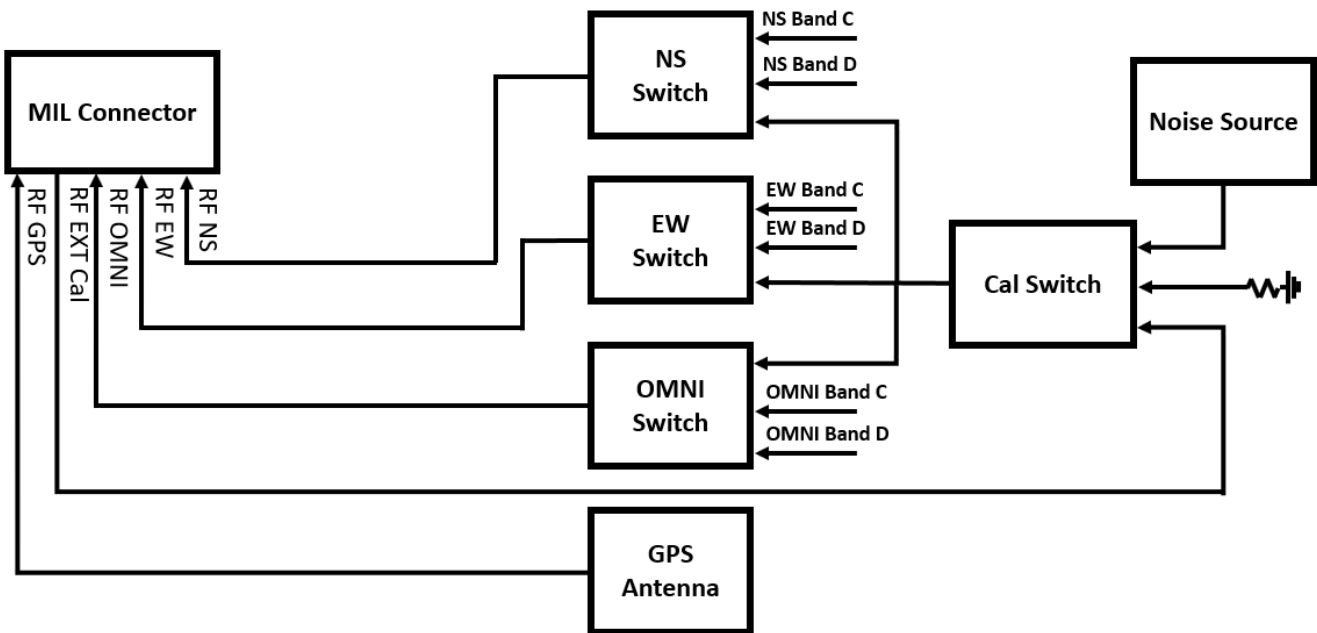 MIL Connector
RF GPS
RF EXT Cal
RF OMNI
RF EW
RF NS
NS
Switch
NS Band C
NS Band D
EW
Switch
EW Band C
EW Band D
OMNI
Switch
OMNI Band C
OMNI Band D
GPS
Antenna
Cal Switch
Noise Source